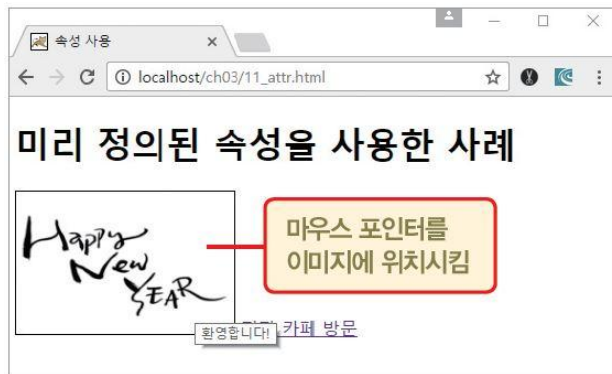 속성 사용
localhost/ch03/11_attr.html
미리 정의된 속성을 사용한 사례
Happy
New
YEAR
마우스 포인터를
이미지에 위치시킴
카페 방문
환영합니다!